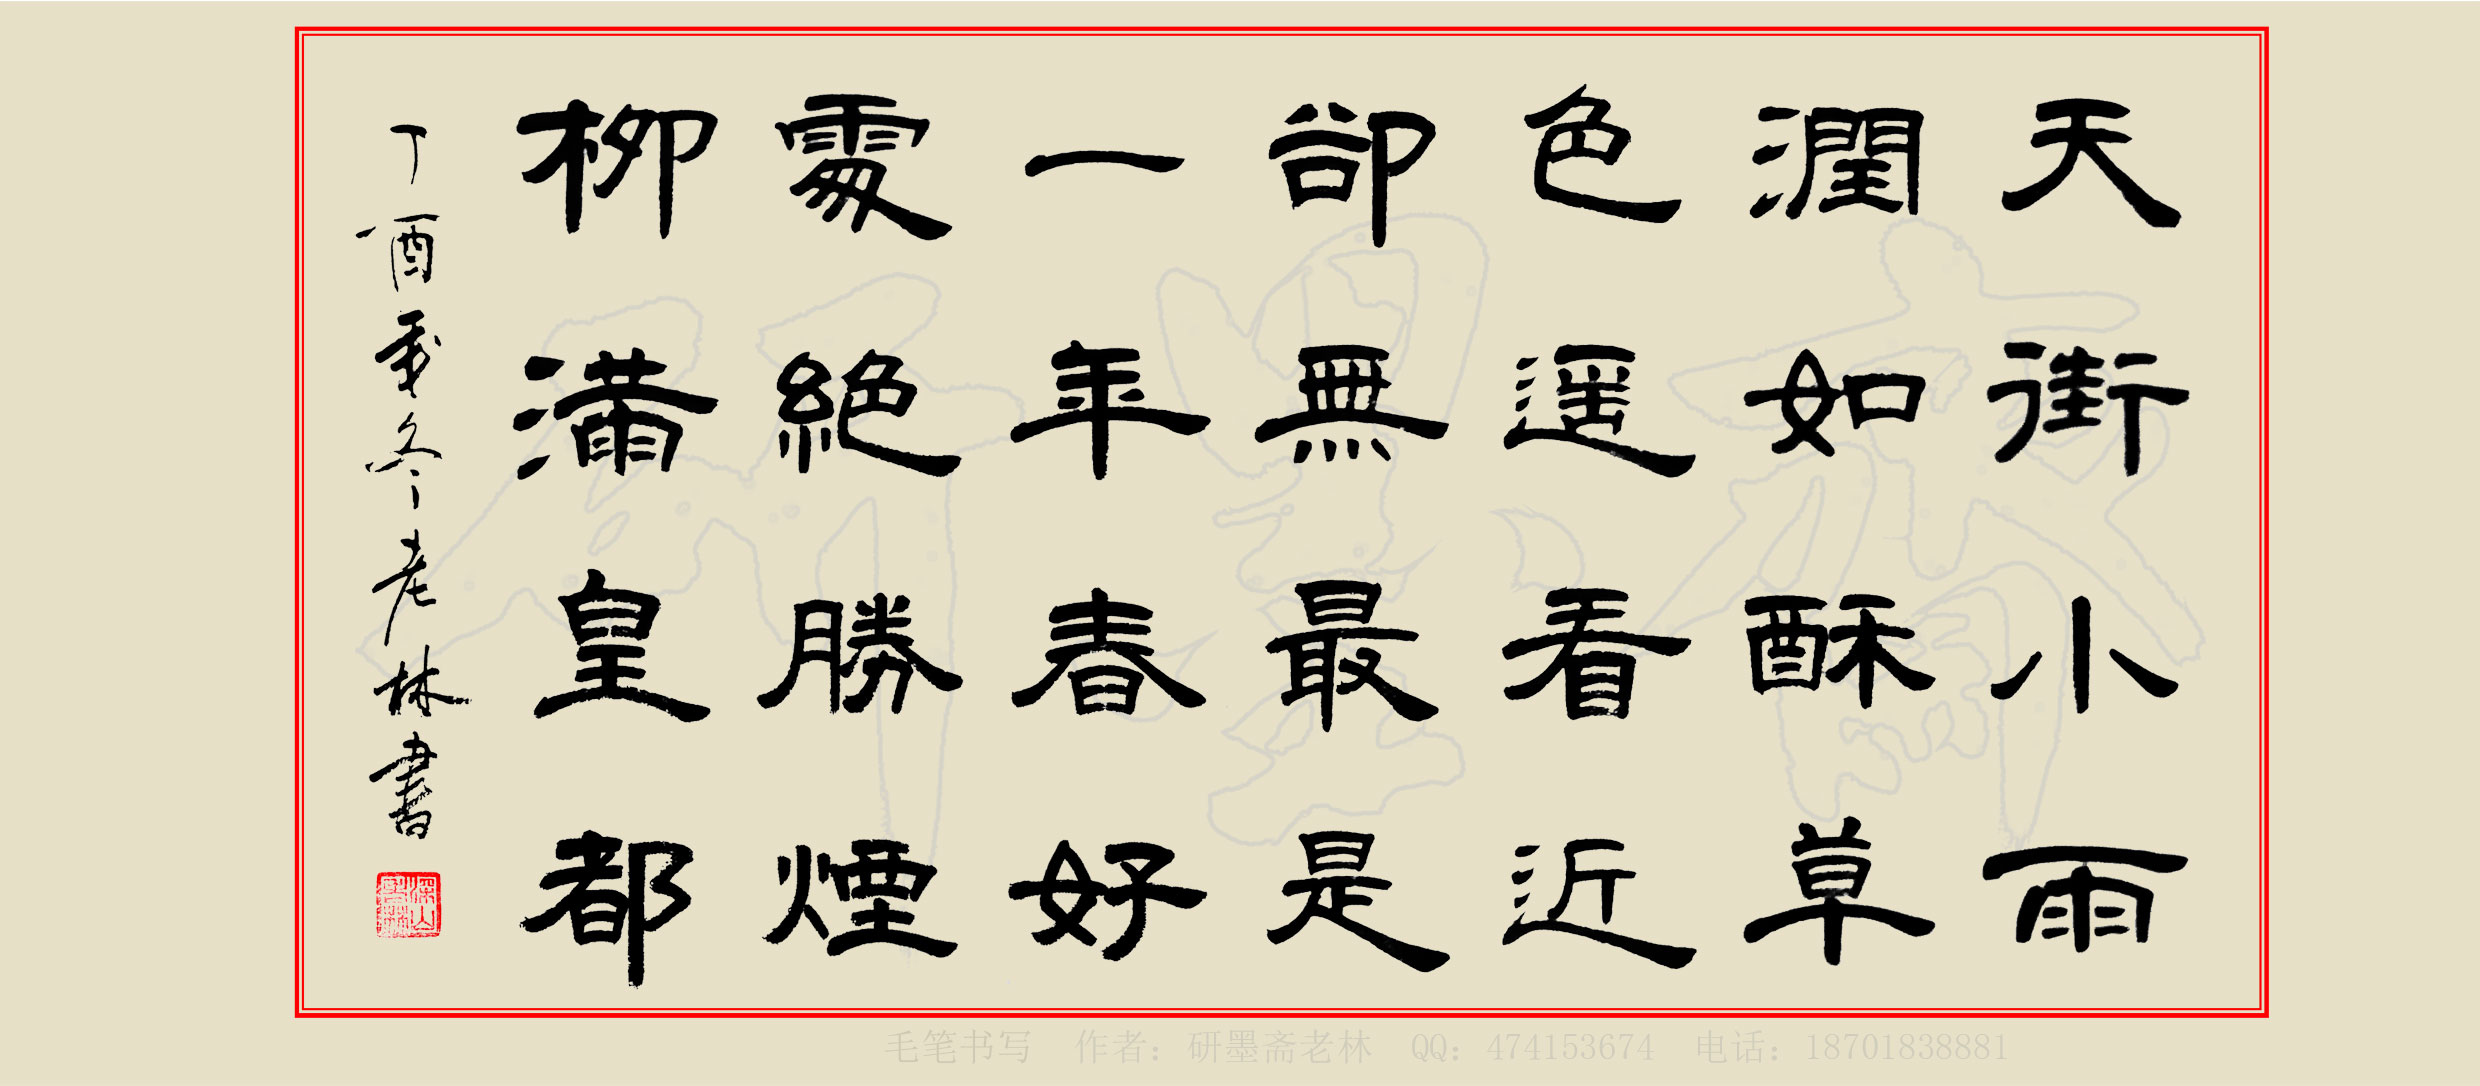 天街小雨
潤如酥草
色遥看近
卻無最是
一年春好
處絕勝煙
柳滿皇都
丁酉冬老林書
毛笔书写 作者：研墨斋老林 QQ：474153674 电话：18701838881